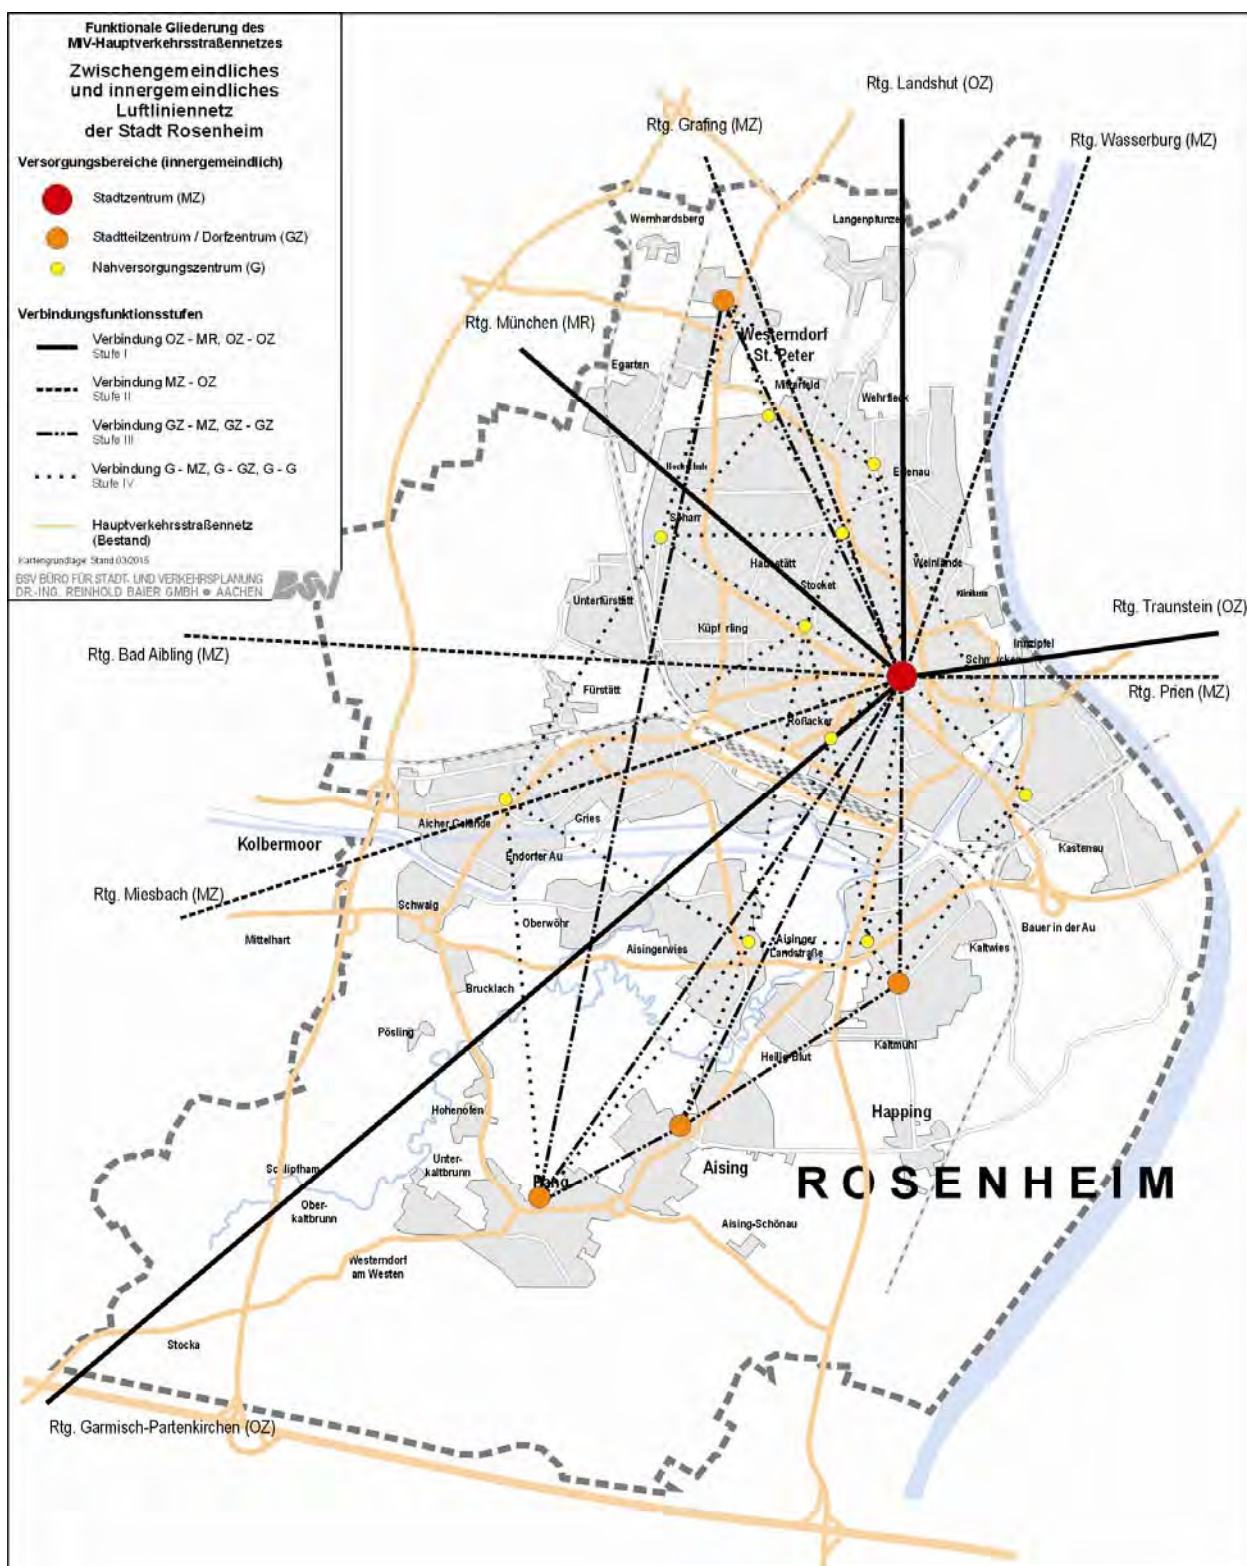 Funktionale Gliederung des
MIV-Hauptverkehrsstraßennetzes
Zwischengemeindliches
und innergemeindliches
Luftliniennetz
der Stadt Rosenheim
Versorgungsbereiche (innergemeindlich)
Stadtzentrum (MZ)
Stadtteilzentrum / Dorfzentrum (GZ)
Nahversorgungszentrum (G)
Verbindungsfunktionsstufen
Verbindung OZ - MR, OZ - OZ
Stufe I
Verbindung MZ - OZ
Stufe II
Verbindung GZ - MZ, GZ - GZ
Stufe III
Verbindung G - MZ, G - GZ, G - G
Stufe IV
Hauptverkehrsstraßennetz
(Bestand)
Kartengrundlage: Stand 03/2015
BSV BÜRO FÜR STADT- UND VERKEHRSPLANUNG
DR.-ING. REINHOLD BAIER GMBH AACHEN
BSV
Rtg. Landshut (OZ)
Rtg. Grafing (MZ)
Rtg. Wasserburg (MZ)
Wernhardsberg
Langenpfunzen
Rtg. München (MR)
Westerndorf
St. Peter
Egarten
Mitterfeld
Wehrfleck
Erlenau
Scharr
Weinlände
Stocket
Unterfürstätt
Küpferling
Rtg. Traunstein (OZ)
Innzipfel
Rtg. Bad Aibling (MZ)
Fürstätt
Rtg. Prien (MZ)
Roßacker
Aicher Gelände
Gries
Kolbermoor
Endorfer Au
Kastenau
Rtg. Miesbach (MZ)
Schwaig
Oberwöhr
Bauer in der Au
Mittelhart
Aisingerwies
Aisinger
Landstraße
Kaltwies
Brucklach
Pösling
Kaltmühl
Heilig-Blut
Hohenofen
Happing
Unter-
kaltbrunn
Aising
Schlipfham
Pang
ROSENHEIM
Ober-
kaltbrunn
Aising-Schönau
Westerndorf
am Westen
Stocka
Rtg. Garmisch-Partenkirchen (OZ)